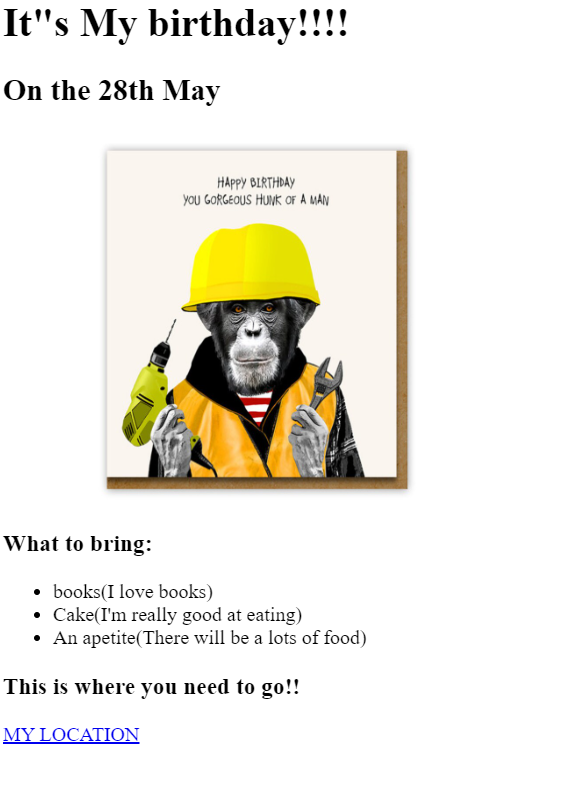 It"s My birthday!!!!
On the 28th May
HAPPY BIRTHDAY
YOU GORGEOUS HUNK OF A MAN
What to bring:
books(I love books)
Cake(I'm really good at eating)
An apetite(There will be a lots of food)
This is where you need to go!!
MY LOCATION